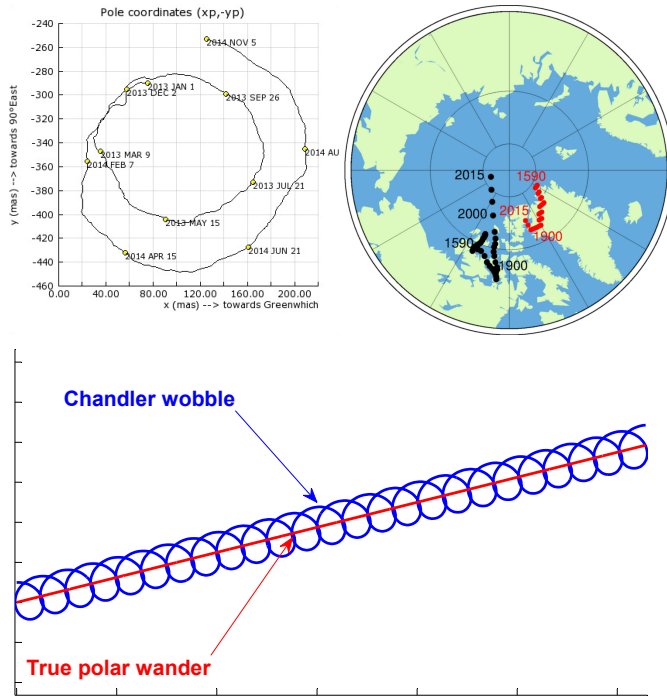 Pole coordinates (xp,-yp)
-240
-260
-280
-300
-320
-340
-360
-380
-400
-420
-440
-460
y (mas) --> towards 90°East
2014 NOV 5
2013 JAN 1
2013 DEC 2
2013 SEP 26
2014 AU
2013 MAR 9
2014 FEB 7
2013 JUL 21
2013 MAY 15
2014 JUN 21
2014 APR 15
0.00 40.00 80.00 120.00 160.00 200.00
x (mas) --> towards Greenwhich
2015
1590
2000
2015
1590
1900
1900
Chandler wobble
True polar wander